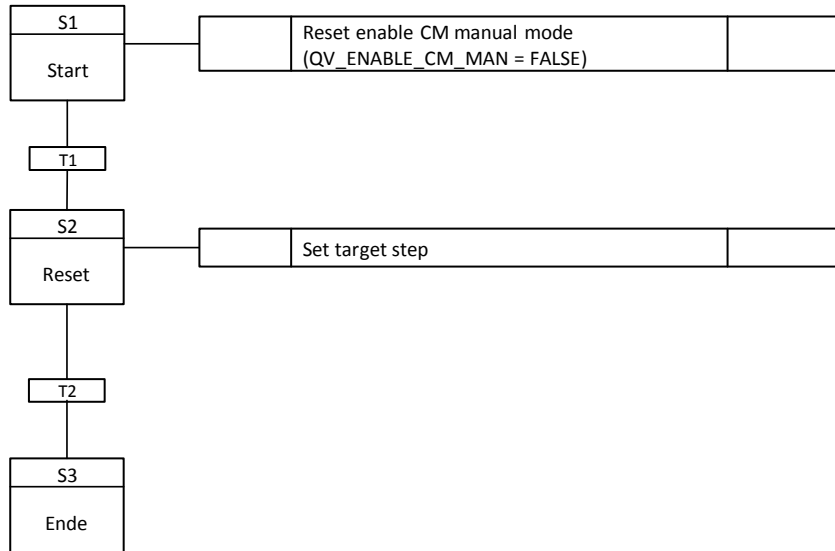 S1
Start
Reset enable CM manual mode
(QV_ENABLE_CM_MAN = FALSE)
T1
S2
Reset
Set target step
T2
S3
Ende